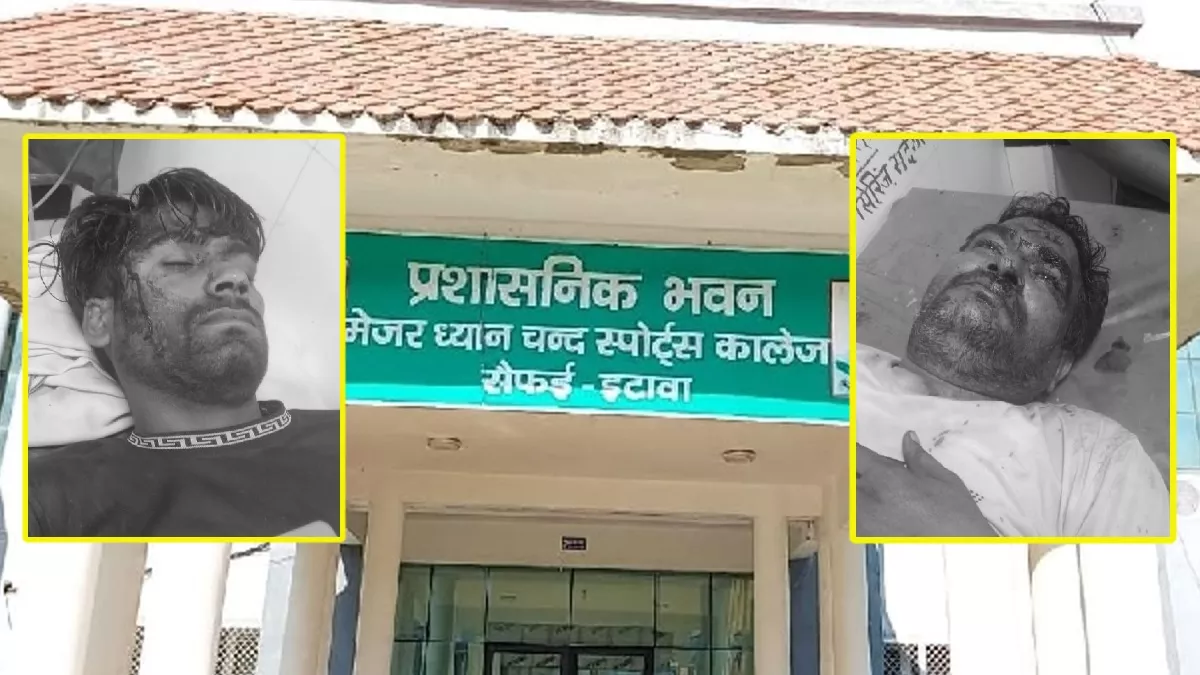 प्रशासनिक भवन
मेजर ध्यान चन्द स्पोर्ट्स कालेज
सैफई - इटावा
सिरिंज